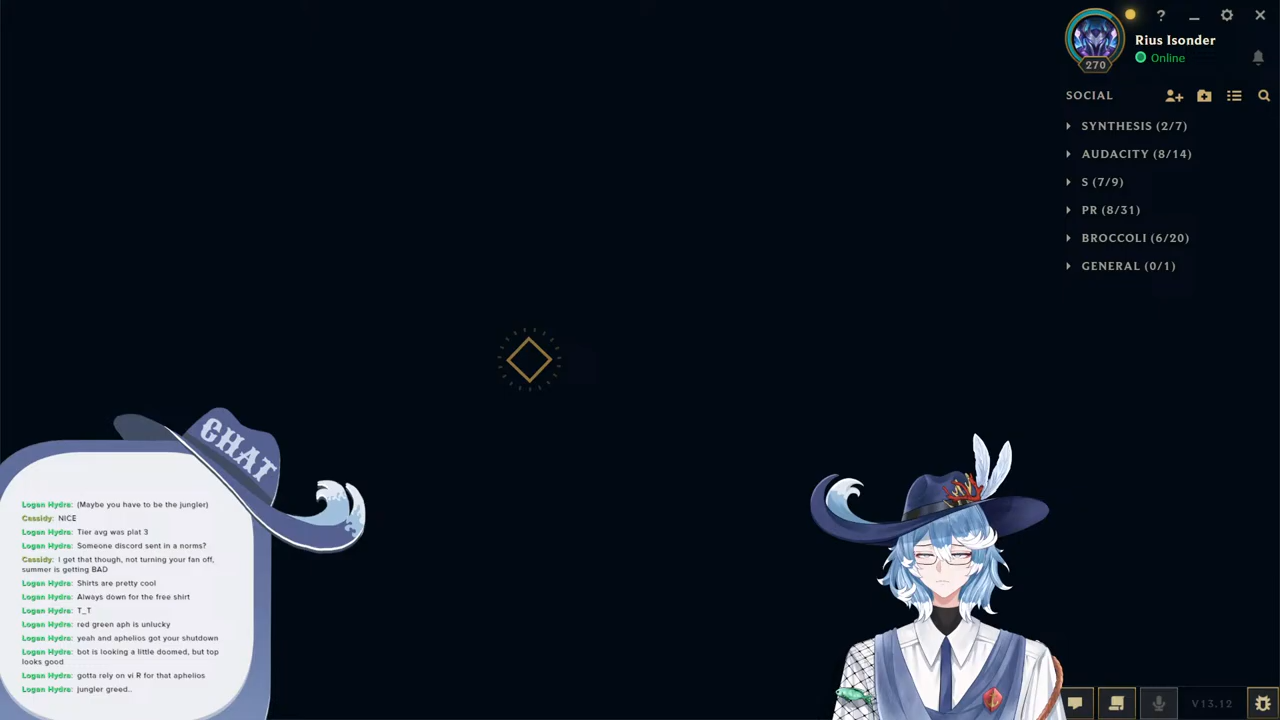 270
?
Rius Isonder
Online
SOCIAL
SYNTHESIS (2/7)
AUDACITY (8/14)
S (7/9)
PR (8/31)
BROCCOLI (6/20)
GENERAL (0/1)
CHAT
Logan Hydra: (Maybe you have to be the jungler)
Cassidy: NICE
Logan Hydra: Tier avg was plat 3
Logan Hydra: Someone discord sent in a norms?
Cassidy: I get that though, not turning your fan off,
summer is getting BAD
Logan Hydra: Shirts are pretty cool
Logan Hydra: Always down for the free shirt
Logan Hydra: T_T
Logan Hydra: red green aph is unlucky
Logan Hydra: yeah and aphelios got your shutdown
Logan Hydra: bot is looking a little doomed, but top
looks good
Logan Hydra: gotta rely on vi R for that aphelios
Logan Hydra: jungler greed..
V13.12